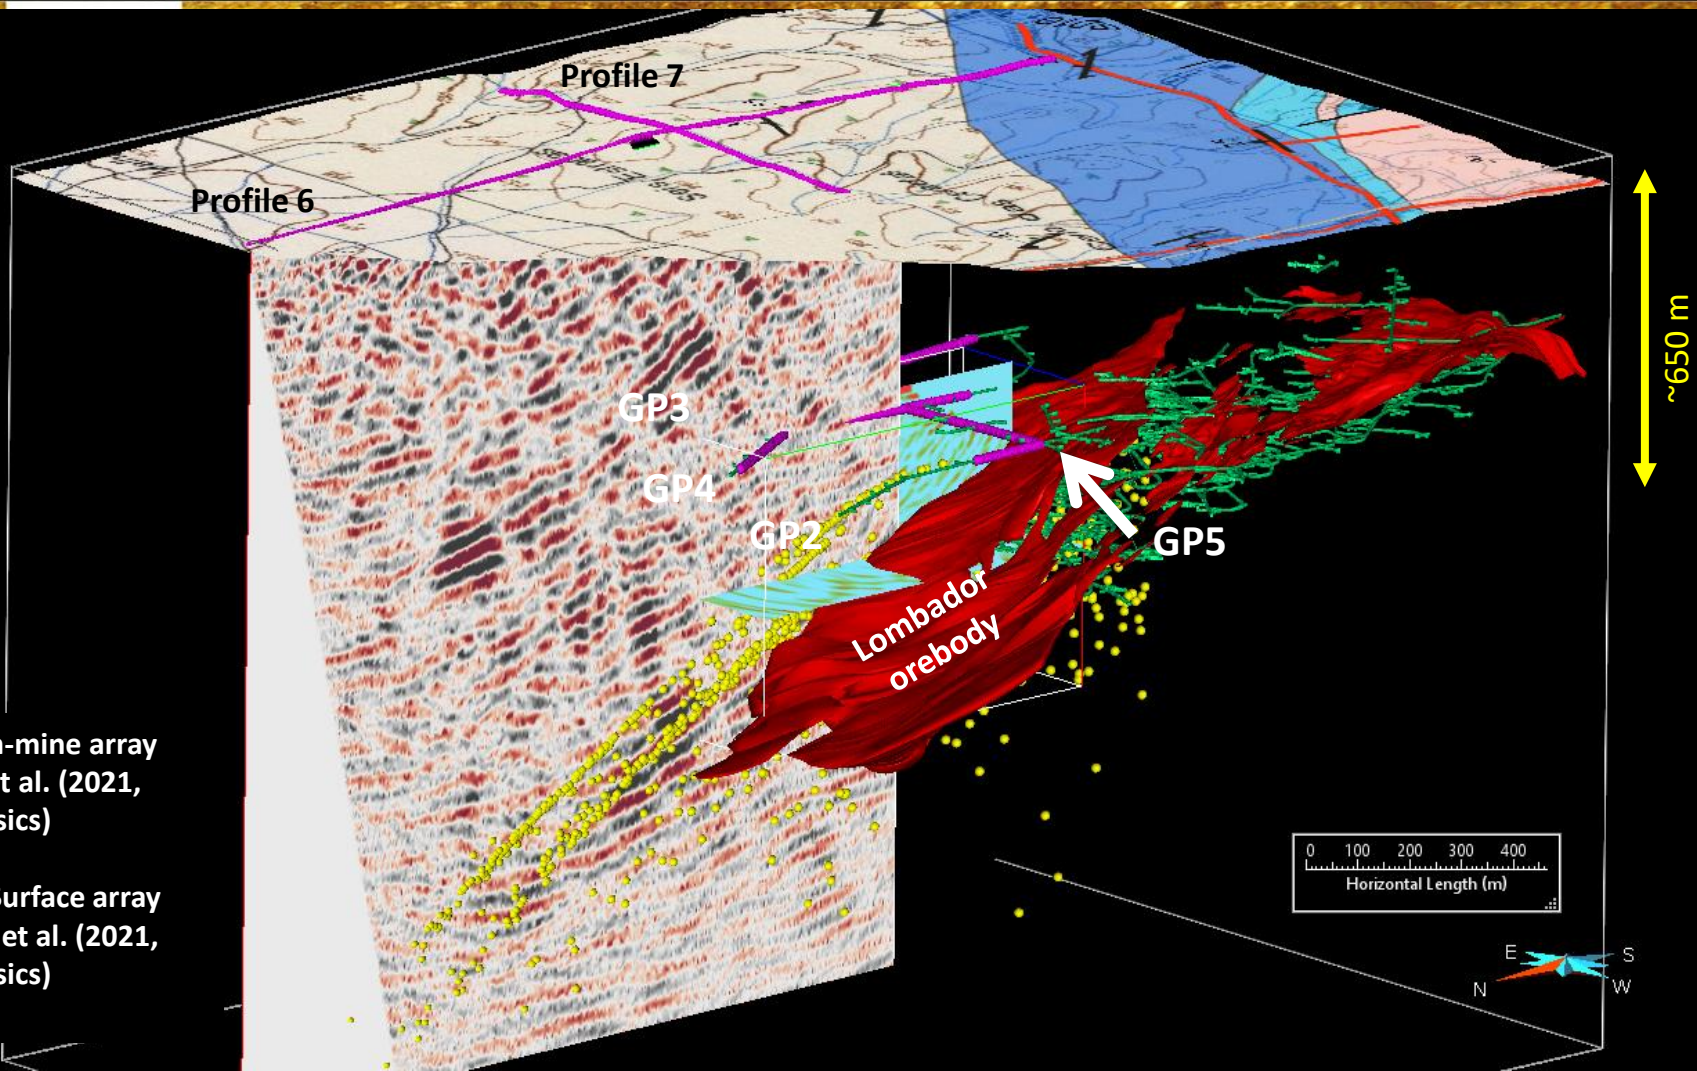 Profile 7
Profile 6
GP3
GP4
GP2
GP5
Lombador
orebody
~650 m
n-mine array
t al. (2021,
sics)
Surface array
et al. (2021,
sics)
0 100 200 300 400
Horizontal Length (m)
E
S
N
W